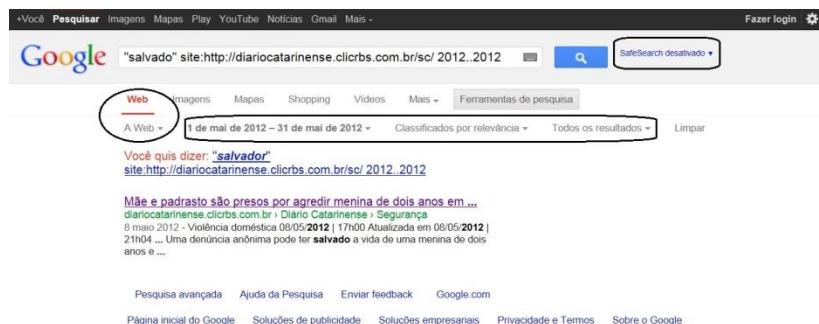 +Você Pesquisar Imagens Mapas Play YouTube Notícias Gmail Mais Fazer login
Google "salvado" site:http://diariocatarinense.clicrbs.com.br/sc/ 2012..2012 SafeSearch desativado
Web Imagens Mapas Shopping Vídeos Mais Ferramentas de pesquisa
A Web 1 de mai de 2012 – 31 de mai de 2012 Classificados por relevância Todos os resultados Limpar
Você quis dizer: "salvador"
site:http://diariocatarinense.clicrbs.com.br/sc/ 2012..2012
Mãe e padrasto são presos por agredir menina de dois anos em ...
diariocatarinense.clicrbs.com.br › Diário Catarinense › Segurança
8 maio 2012 - Violência doméstica 08/05/2012 | 17h00 Atualizada em 08/05/2012 |
21h04 ... Uma denúncia anônima pode ter salvado a vida de uma menina de dois
anos e ...
Pesquisa avançada Ajuda da Pesquisa Enviar feedback Google.com
Página inicial do Google Soluções de publicidade Soluções empresariais Privacidade e Termos Sobre o Google